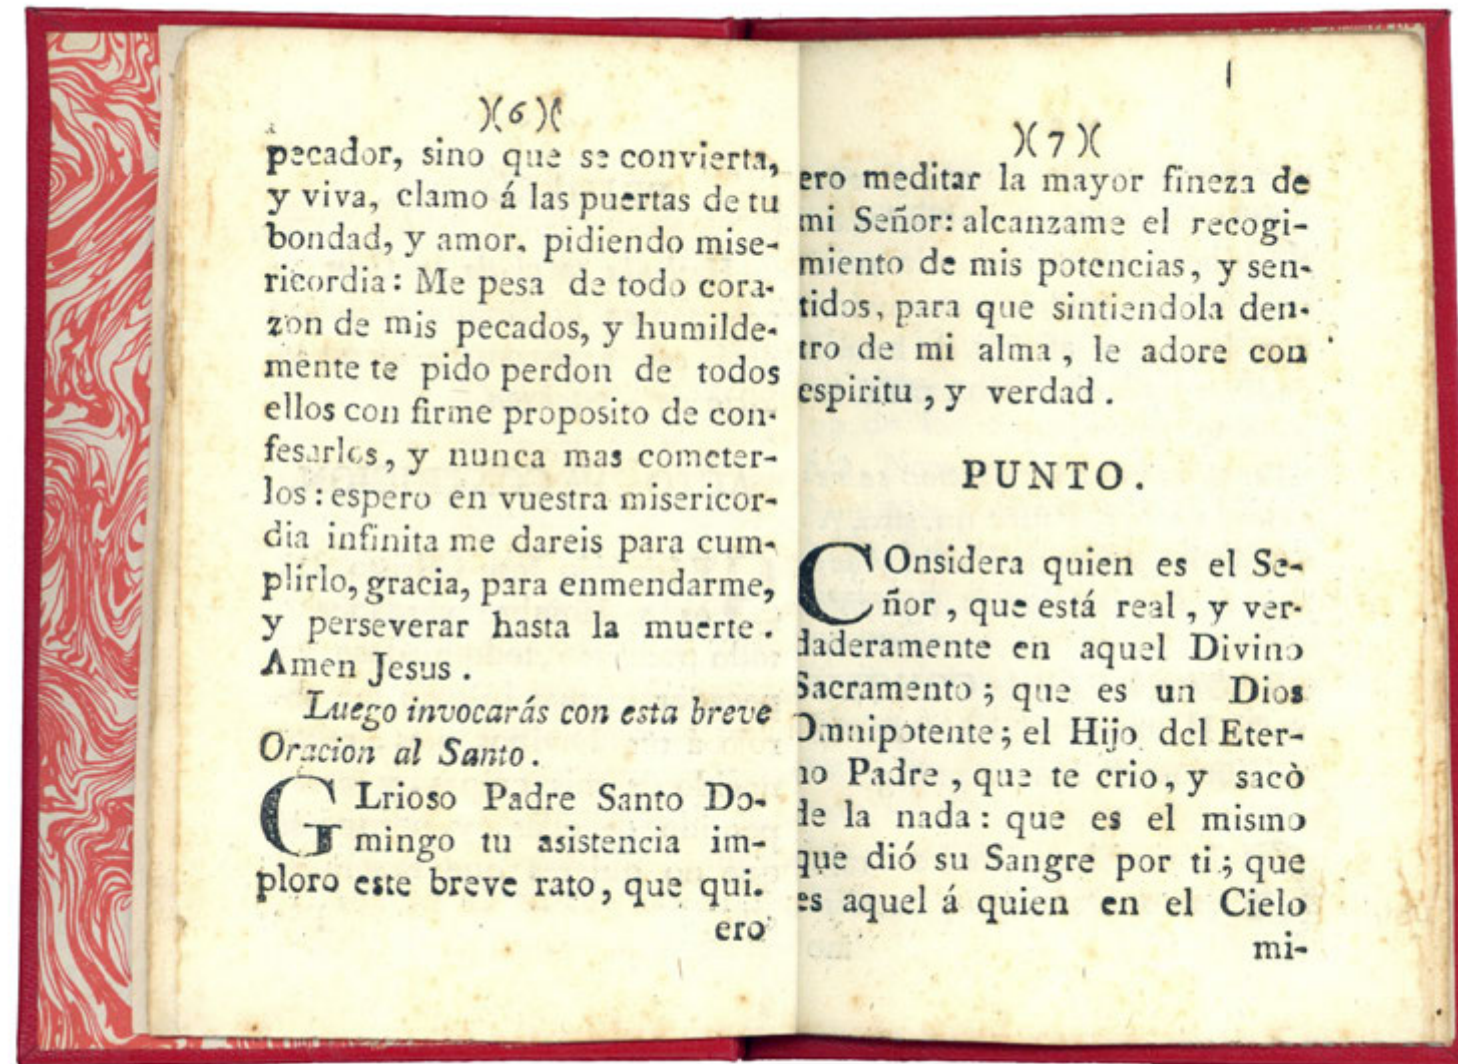 )(6)(
pecador, sino que se convierta,
y viva, clamo á las puertas de tu
bondad, y amor. pidiendo mise-
ricordia: Me pesa de todo cora-
zon de mis pecados, y humilde-
mente te pido perdon de todos
ellos con firme proposito de con-
fesarlos, y nunca mas cometer-
los: espero en vuestra misericor-
dia infinita me dareis para cum-
plirlo, gracia, para enmendarme,
y perseverar hasta la muerte.
Amen Jesus.
Luego invocarás con esta breve
Oracion al Santo.
GLrioso Padre Santo Do-
mingo tu asistencia im-
ploro este breve rato, que qui.
ero
)(7)(
ero meditar la mayor fineza de
mi Señor: alcanzame el recogi-
miento de mis potencias, y sen-
tidos, para que sintiendola den-
tro de mi alma, le adore con
espiritu, y verdad.
PUNTO.
COnsidera quien es el Se-
ñor, que está real, y ver-
daderamente en aquel Divino
Sacramento; que es un Dios
Omnipotente; el Hijo del Eter-
no Padre, que te crio, y sacò
de la nada: que es el mismo
que dió su Sangre por ti; que
es aquel á quien en el Cielo
mi-